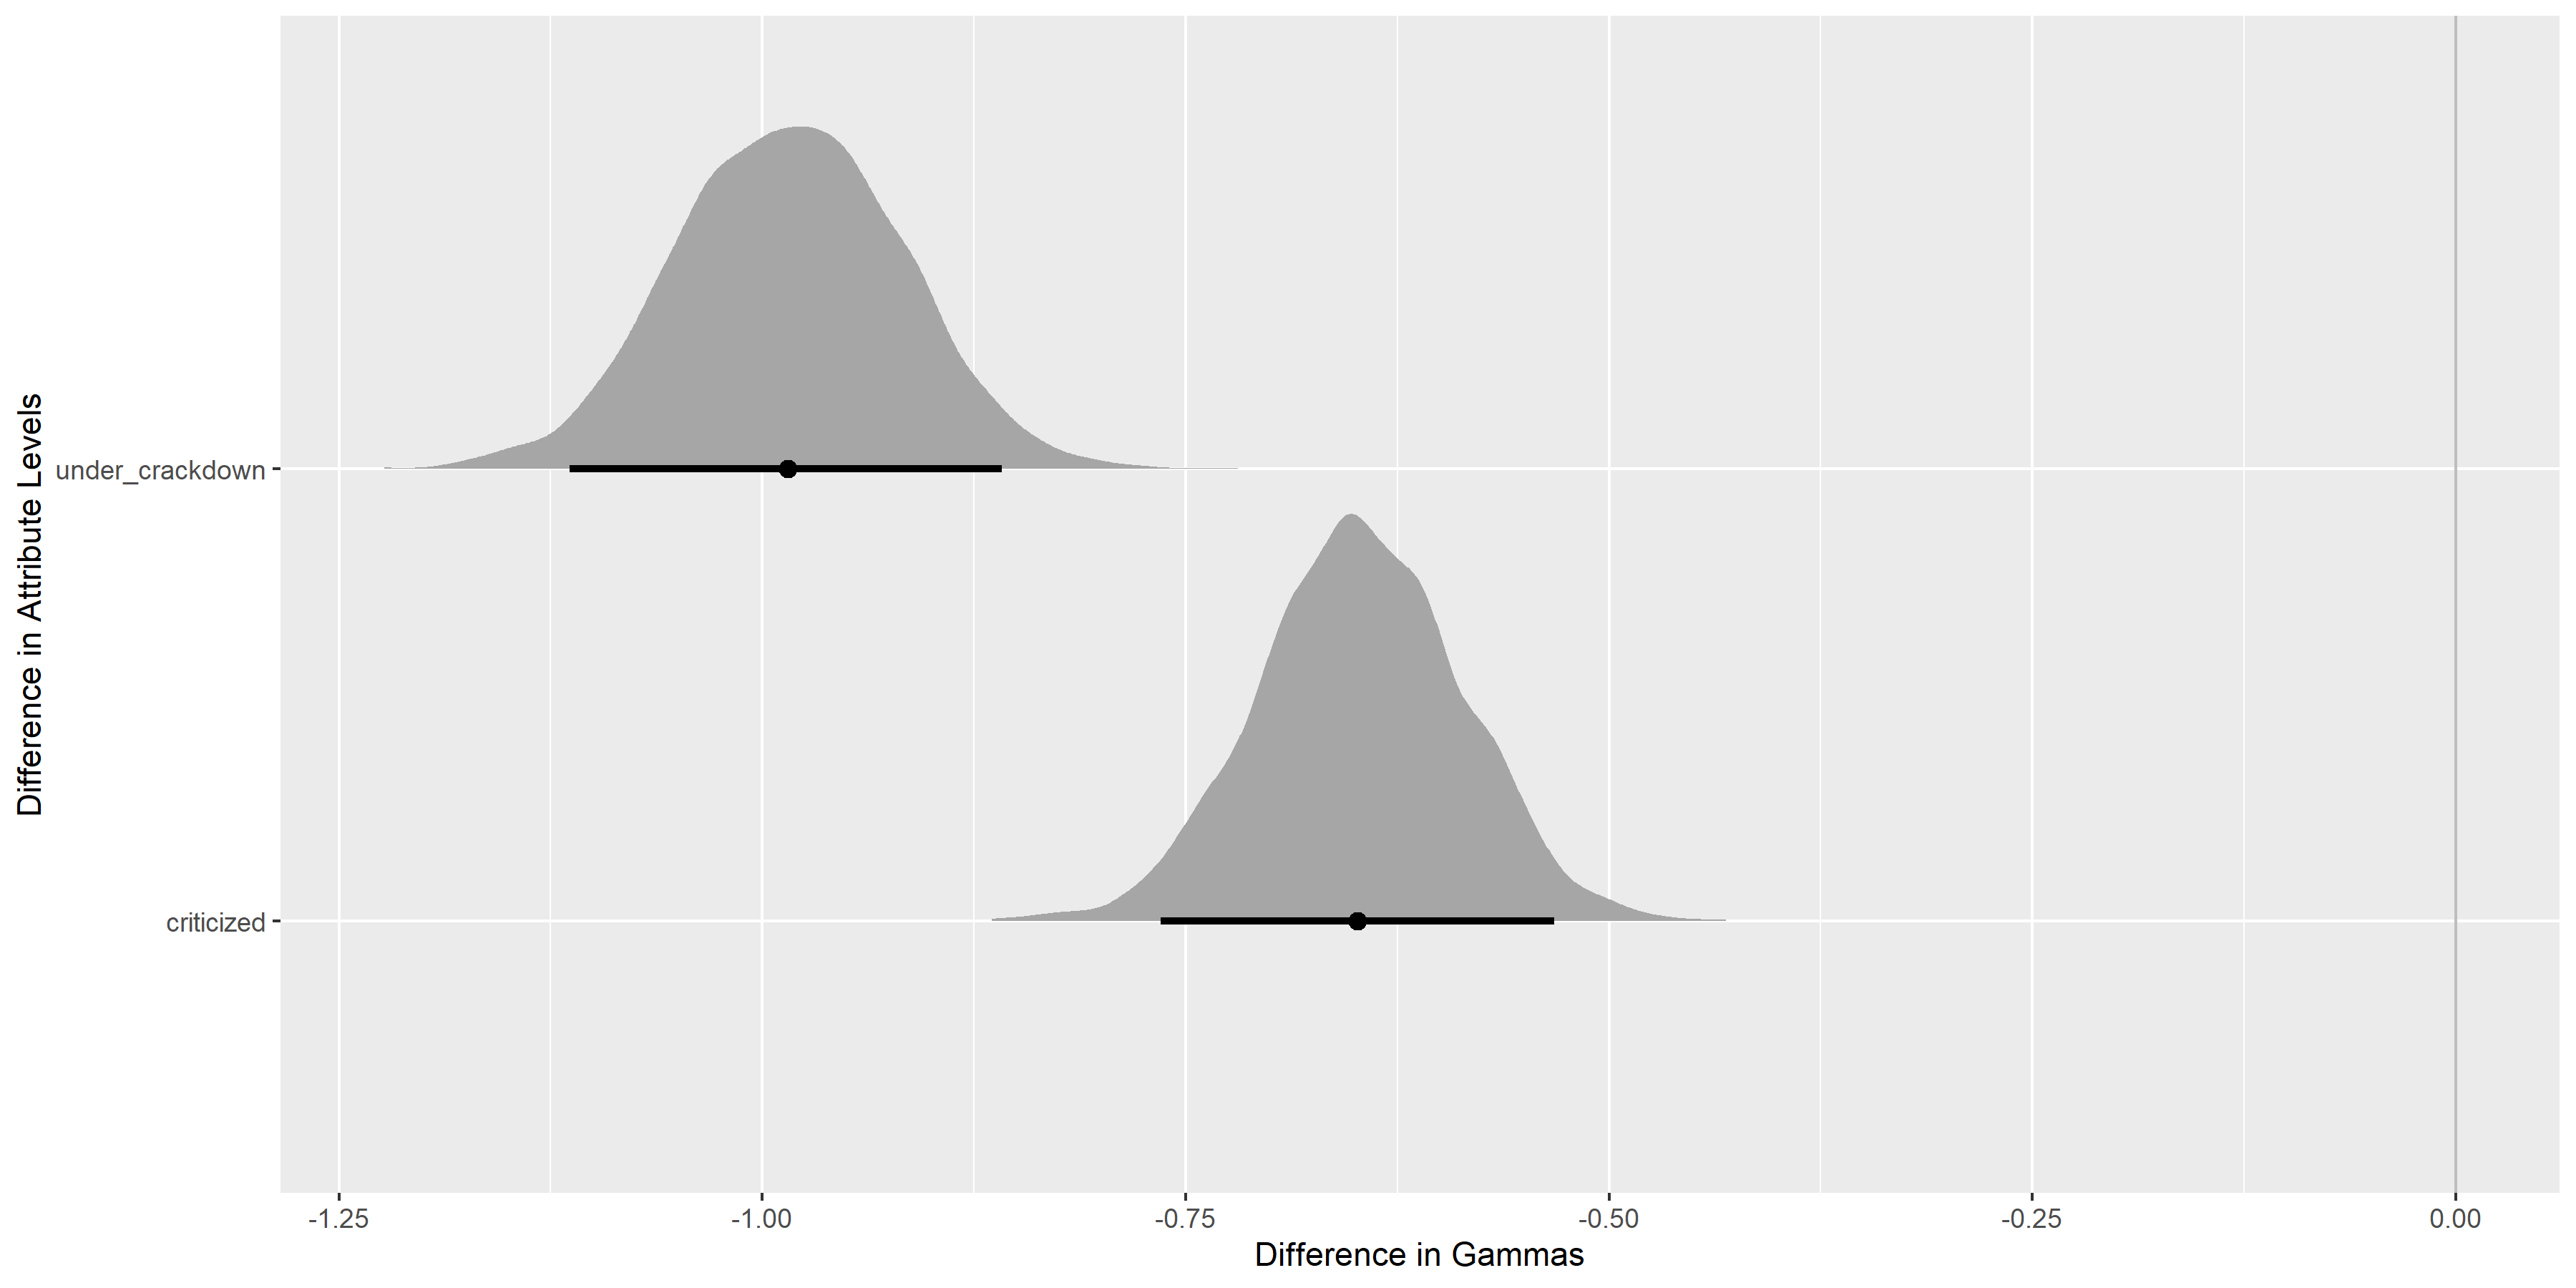 Difference in Attribute Levels
under_crackdown
criticized
-1.25 -1.00 -0.75 -0.50 -0.25 0.00
Difference in Gammas